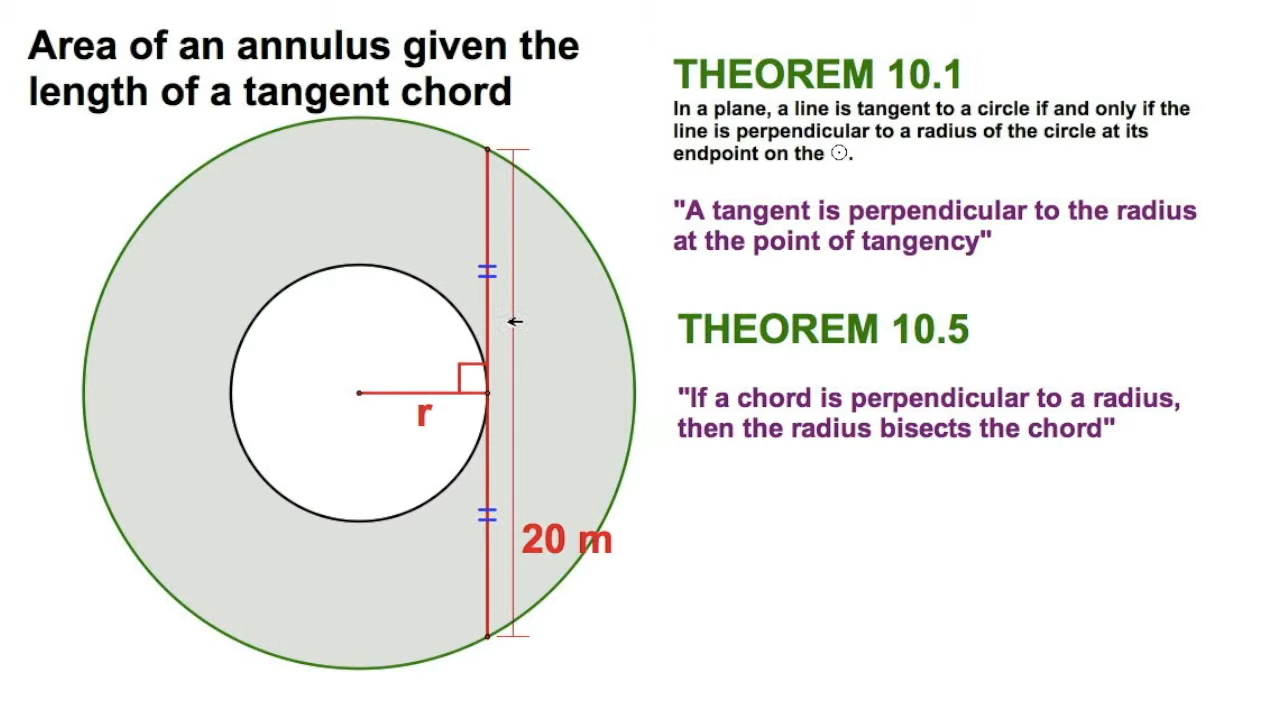 Area of an annulus given the
length of a tangent chord
THEOREM 10.1
In a plane, a line is tangent to a circle if and only if the
line is perpendicular to a radius of the circle at its
endpoint on the ⊙.
"A tangent is perpendicular to the radius
at the point of tangency"
THEOREM 10.5
"If a chord is perpendicular to a radius,
then the radius bisects the chord"
r
20 m